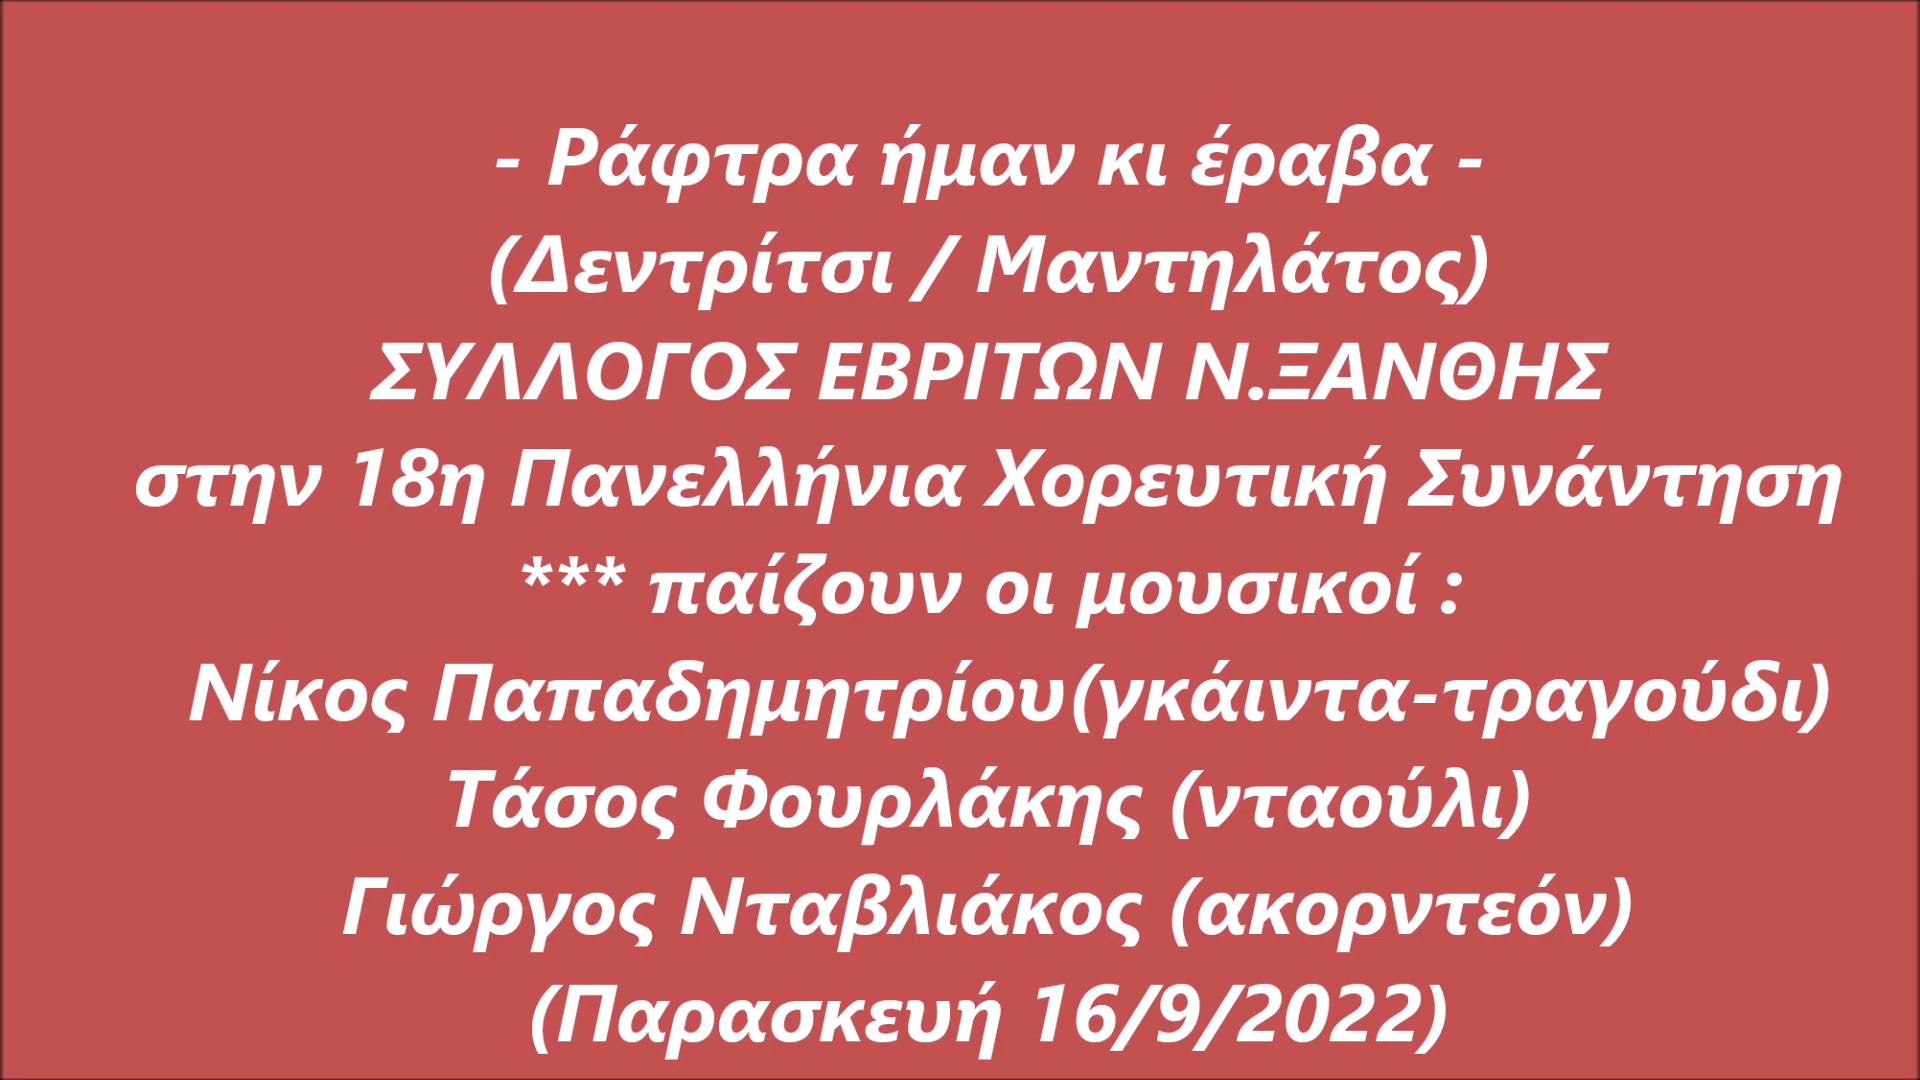 - Ράφτρα ήμαν κι έραβα -
(Δεντρίτσι / Μαντηλάτος)
ΣΥΛΛΟΓΟΣ ΕΒΡΙΤΩΝ Ν.ΞΑΝΘΗΣ
στην 18η Πανελλήνια Χορευτική Συνάντηση
*** παίζουν οι μουσικοί :
Νίκος Παπαδημητρίου(γκάιντα-τραγούδι)
Τάσος Φουρλάκης (νταούλι)
Γιώργος Νταβλιάκος (ακορντεόν)
(Παρασκευή 16/9/2022)